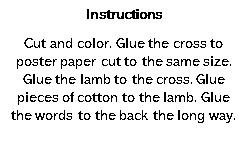 Instructions
Cut and color. Glue the cross to
poster paper cut to the same size.
Glue the lamb to the cross. Glue
pieces of cotton to the lamb. Glue
the words to the back the long way.